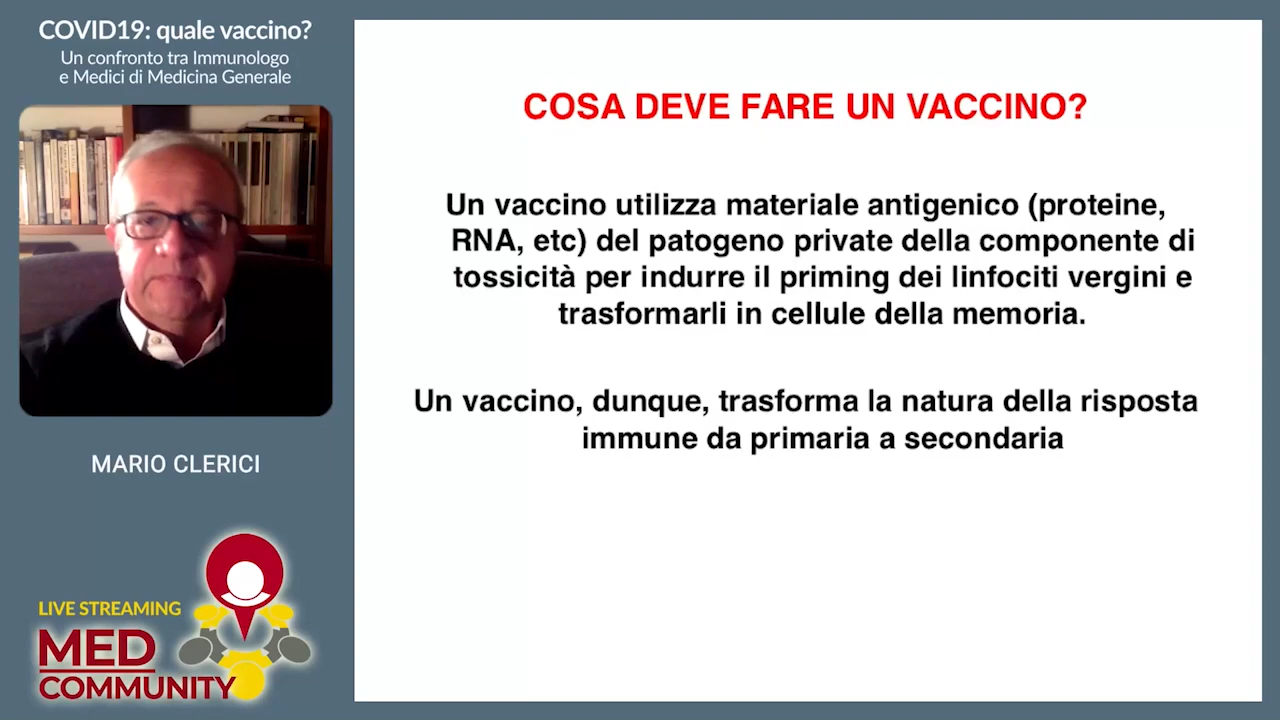 COVID19: quale vaccino?
Un confronto tra Immunologo
e Medici di Medicina Generale
MARIO CLERICI
LIVE STREAMING
MED
COMMUNITY
COSA DEVE FARE UN VACCINO?
Un vaccino utilizza materiale antigenico (proteine,
RNA, etc) del patogeno private della componente di
tossicità per indurre il priming dei linfociti vergini e
trasformarli in cellule della memoria.
Un vaccino, dunque, trasforma la natura della risposta
immune da primaria a secondaria